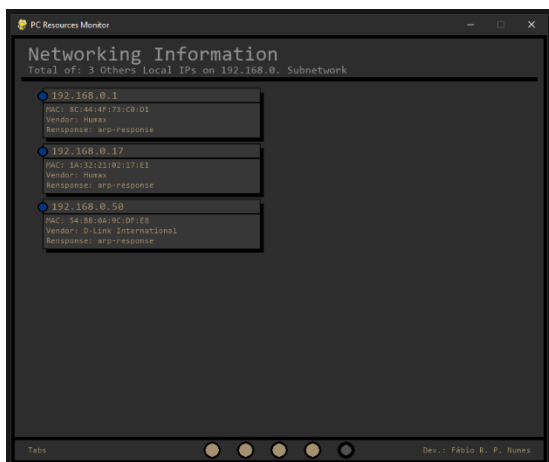 PC Resources Monitor
Networking Information
Total of: 3 Others Local IPs on 192.168.0. Subnetwork
192.168.0.1
MAC: 8C:44:4F:73:C0:D1
Vendor: Humax
Rensponse: arp-response
192.168.0.17
MAC: 1A:32:21:02:17:E1
Vendor: Humax
Rensponse: arp-response
192.168.0.50
MAC: 54:B8:0A:9C:DF:E8
Vendor: D-Link International
Rensponse: arp-response
Tabs
Dev.: Fábio R. P. Nunes